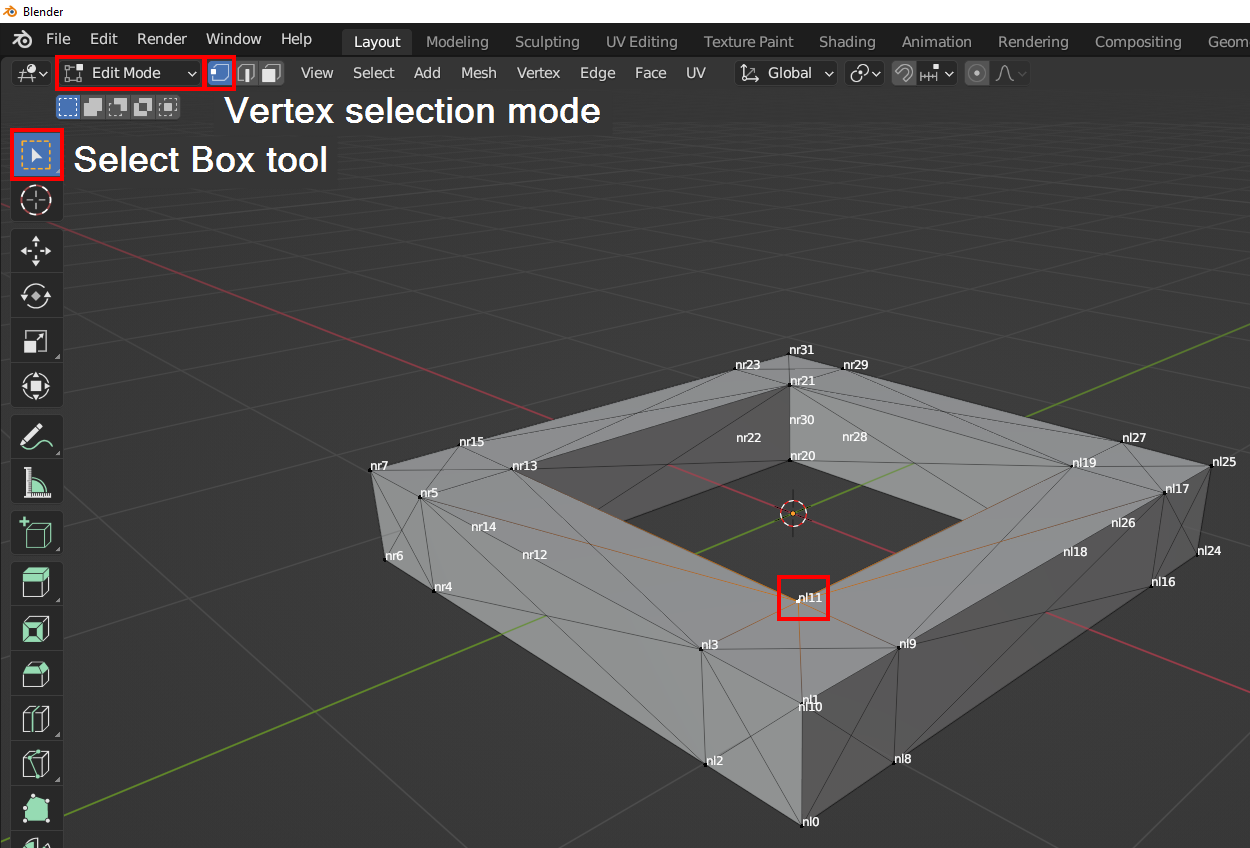 Blender
File Edit Render Window Help Layout Modeling Sculpting UV Editing Texture Paint Shading Animation Rendering Compositing Geom
Edit Mode View Select Add Mesh Vertex Edge Face UV Global
Vertex selection mode
Select Box tool
nr31
nr23 nr29
nr21
nr30
nr22 nr28
nr15 nl27
nr20
nr7 nr13 nl19 nl25
nr5 nl17
nr14 nl26
nr12 nl18 nl24
nr6
nr4 nl16
nl11
nl3 nl9
nl1
nl10
nl2 nl8
nl0